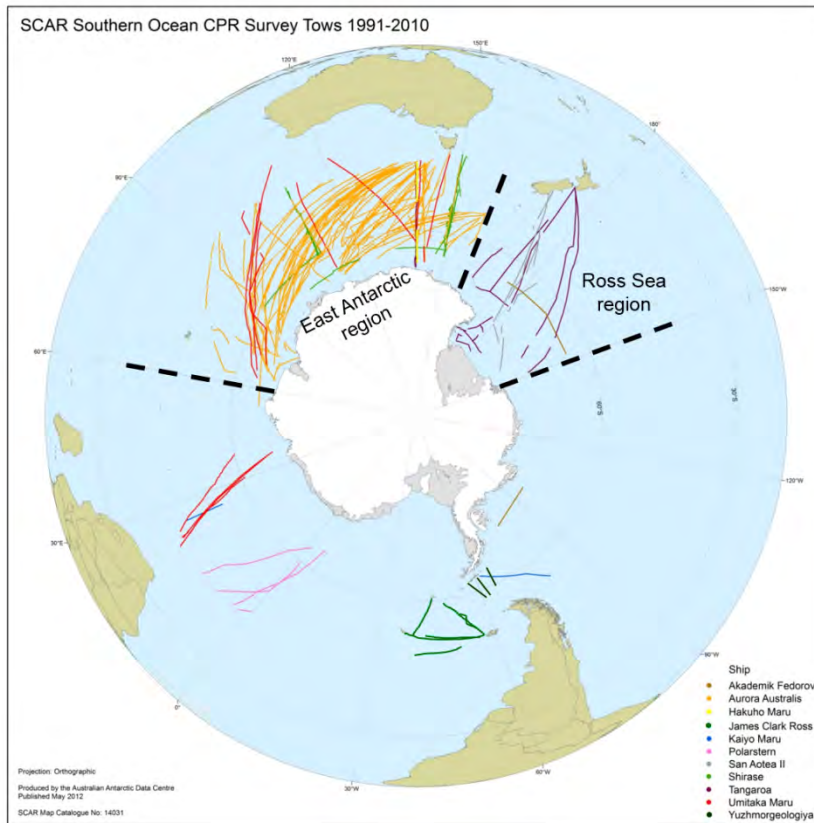 SCAR Southern Ocean CPR Survey Tows 1991-2010
150°E
120°E
180°
90°E
150°W
Ross Sea
region
East Antarctic
region
60°E
60°S
30°S
120°W
30°E
90°W
0°
30°W
60°W
Ship
Akademik Fedorov
Aurora Australis
Hakuho Maru
James Clark Ross
Kaiyo Maru
Polarstern
San Aotea II
Shirase
Tangaroa
Umitaka Maru
Yuzhmorgeologiya
Projection: Orthographic
Produced by the Australian Antarctic Data Centre
Published May 2012
SCAR Map Catalogue No: 14031